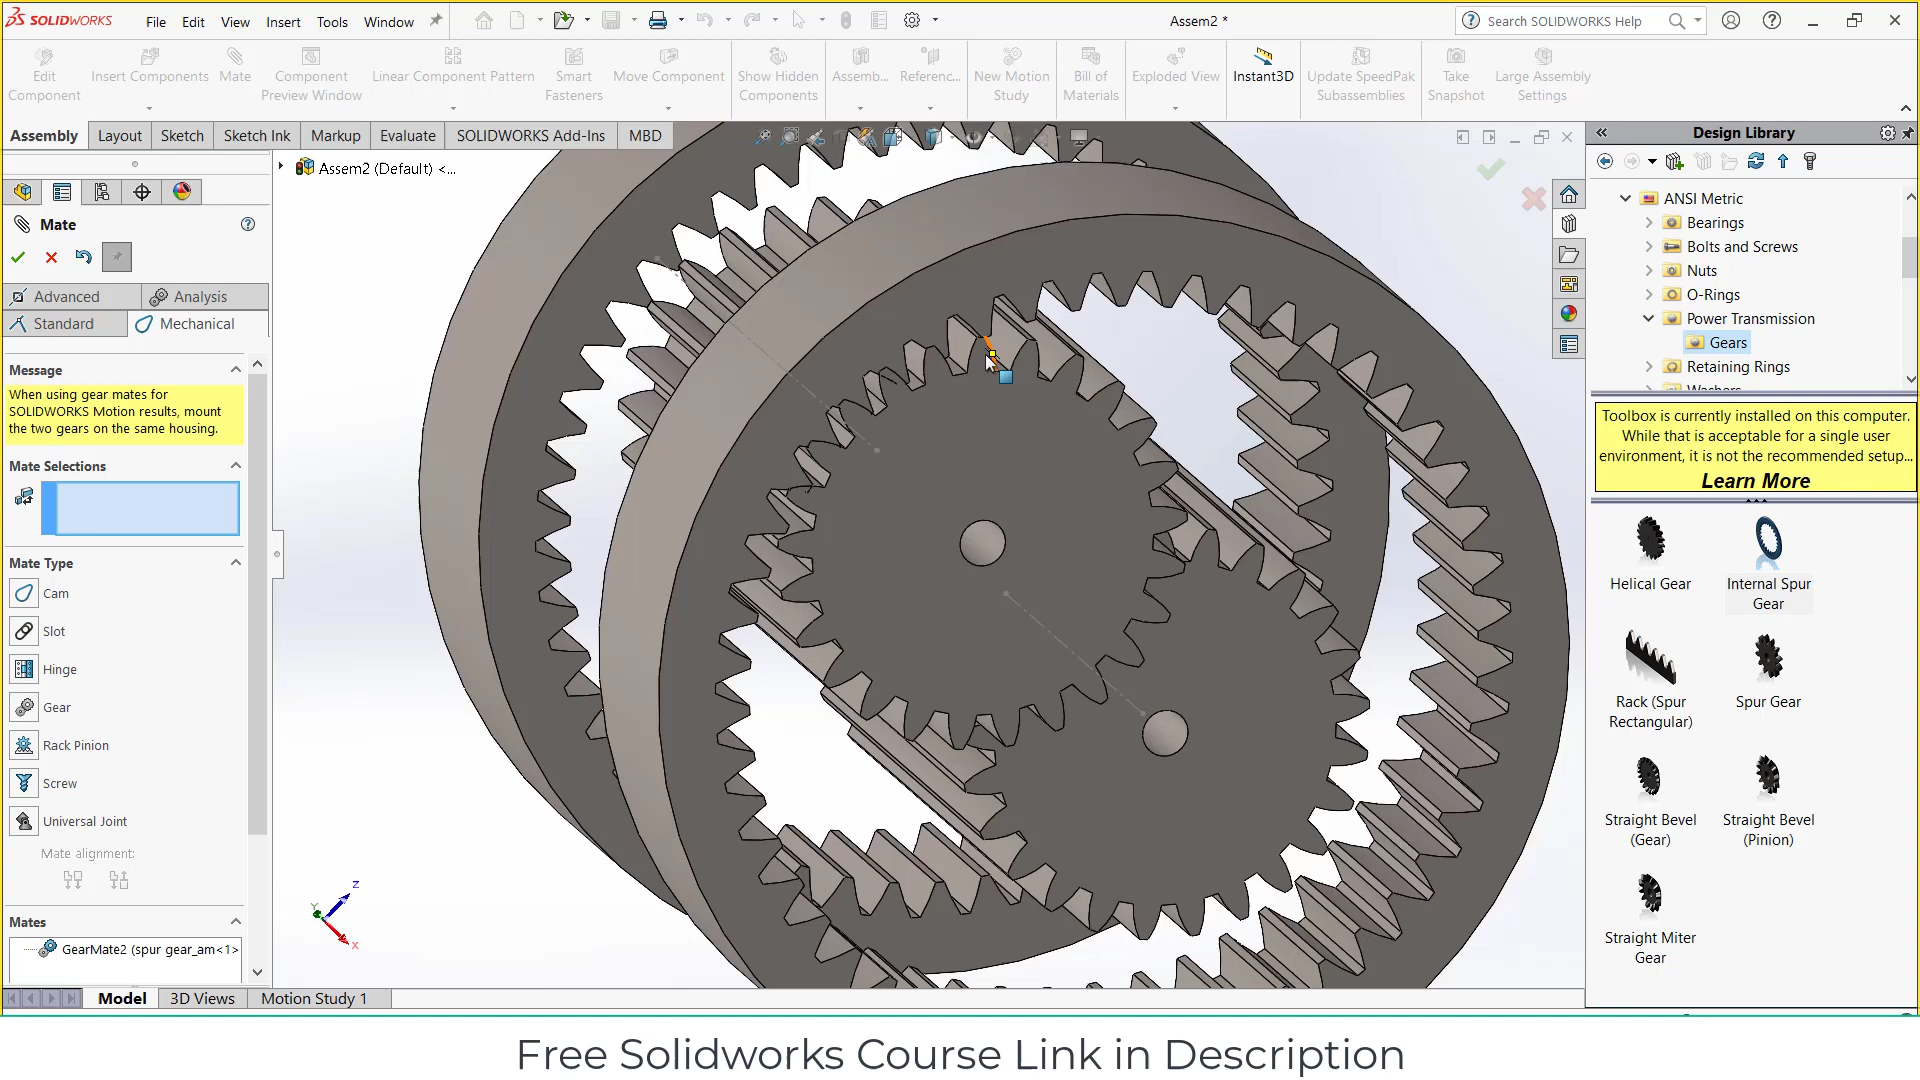 SOLIDWORKS File Edit View Insert Tools Window Assem2 * Search SOLIDWORKS Help
Edit Component
Insert Components
Mate
Component Preview Window
Linear Component Pattern
Smart Fasteners
Move Component
Show Hidden Components
Assemb...
Referenc...
New Motion Study
Bill of Materials
Exploded View
Instant3D
Update SpeedPak Subassemblies
Take Snapshot
Large Assembly Settings
Assembly Layout Sketch Sketch Ink Markup Evaluate SOLIDWORKS Add-Ins MBD
Assem2 (Default) <...
Mate
Advanced Analysis
Standard Mechanical
Message
When using gear mates for
SOLIDWORKS Motion results, mount
the two gears on the same housing.
Mate Selections
Mate Type
Cam
Slot
Hinge
Gear
Rack Pinion
Screw
Universal Joint
Mate alignment:
Mates
GearMate2 (spur gear_am<1>
Y
Z
X
Model 3D Views Motion Study 1
Design Library
ANSI Metric
Bearings
Bolts and Screws
Nuts
O-Rings
Power Transmission
Gears
Retaining Rings
Washers
Toolbox is currently installed on this computer.
While that is acceptable for a single user
environment, it is not the recommended setup...
Learn More
Helical Gear
Internal Spur Gear
Rack (Spur Rectangular)
Spur Gear
Straight Bevel (Gear)
Straight Bevel (Pinion)
Straight Miter Gear
Free Solidworks Course Link in Description